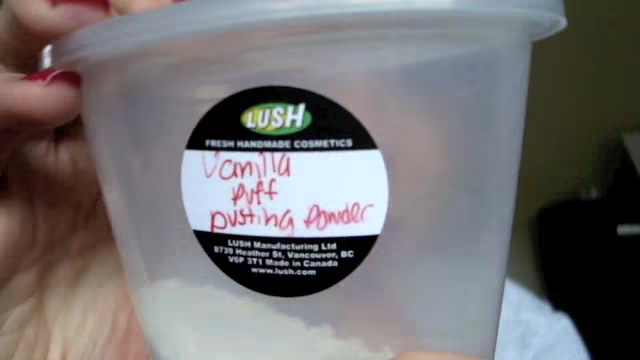 LUSH
FRESH HANDMADE COSMETICS
Vanilla
Puff
Dusting Powder
LUSH Manufacturing Ltd
8739 Heather St, Vancouver, BC
V6P 3T1 Made in Canada
www.lush.com